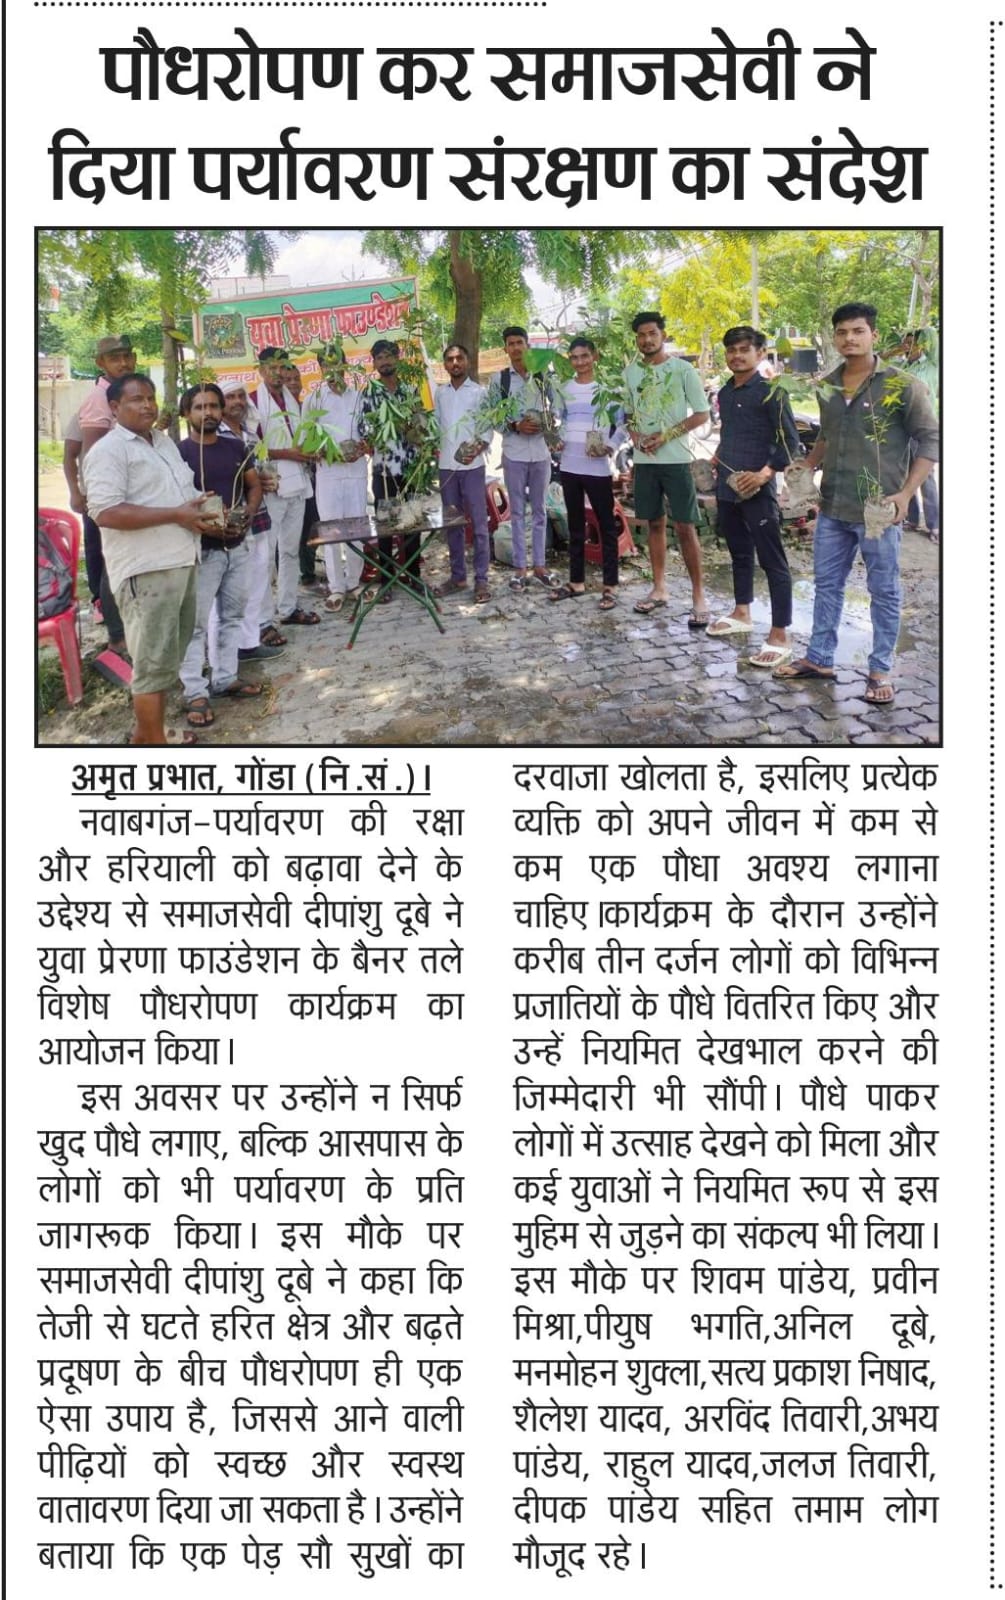 पौधरोपण कर समाजसेवी ने
दिया पर्यावरण संरक्षण का संदेश
युवा प्रेरणा फाउण्डेशन
अमृत प्रभात, गोंडा (नि.सं.)।
नवाबगंज-पर्यावरण की रक्षा
और हरियाली को बढ़ावा देने के
उद्देश्य से समाजसेवी दीपांशु दूबे ने
युवा प्रेरणा फाउंडेशन के बैनर तले
विशेष पौधरोपण कार्यक्रम का
आयोजन किया।
इस अवसर पर उन्होंने न सिर्फ
खुद पौधे लगाए, बल्कि आसपास के
लोगों को भी पर्यावरण के प्रति
जागरूक किया। इस मौके पर
समाजसेवी दीपांशु दूबे ने कहा कि
तेजी से घटते हरित क्षेत्र और बढ़ते
प्रदूषण के बीच पौधरोपण ही एक
ऐसा उपाय है, जिससे आने वाली
पीढ़ियों को स्वच्छ और स्वस्थ
वातावरण दिया जा सकता है। उन्होंने
बताया कि एक पेड़ सौ सुखों का
दरवाजा खोलता है, इसलिए प्रत्येक
व्यक्ति को अपने जीवन में कम से
कम एक पौधा अवश्य लगाना
चाहिए।कार्यक्रम के दौरान उन्होंने
करीब तीन दर्जन लोगों को विभिन्न
प्रजातियों के पौधे वितरित किए और
उन्हें नियमित देखभाल करने की
जिम्मेदारी भी सौंपी। पौधे पाकर
लोगों में उत्साह देखने को मिला और
कई युवाओं ने नियमित रूप से इस
मुहिम से जुड़ने का संकल्प भी लिया।
इस मौके पर शिवम पांडेय, प्रवीन
मिश्रा,पीयुष भगति,अनिल दूबे,
मनमोहन शुक्ला,सत्य प्रकाश निषाद,
शैलेश यादव, अरविंद तिवारी,अभय
पांडेय, राहुल यादव,जलज तिवारी,
दीपक पांडेय सहित तमाम लोग
मौजूद रहे।